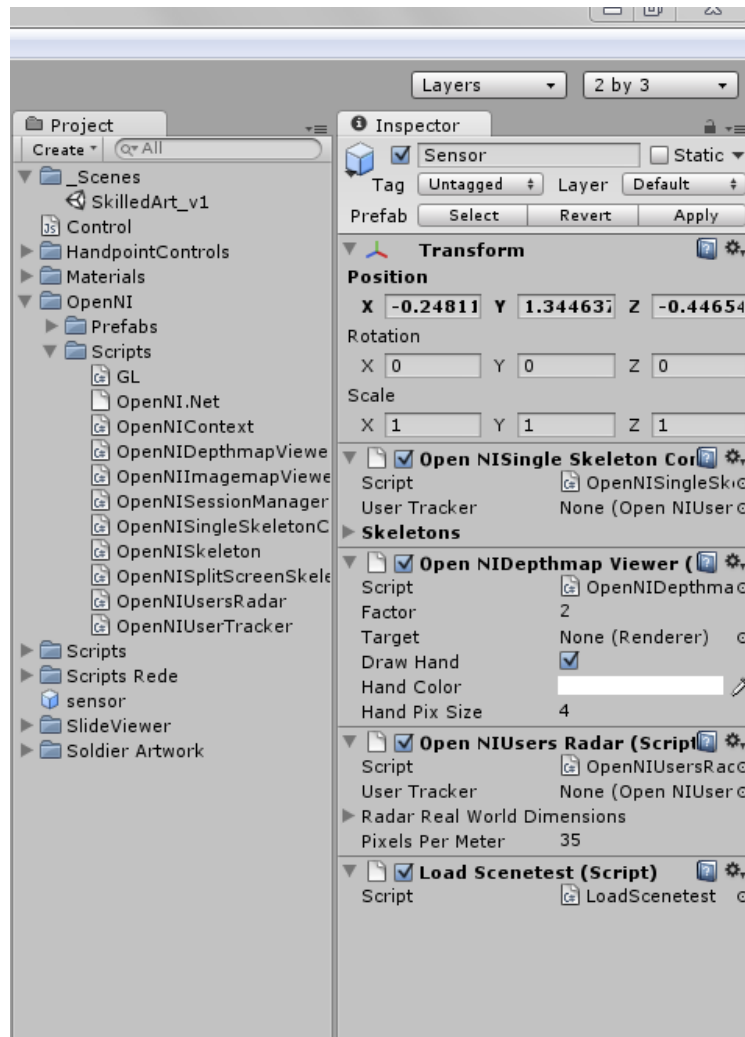 Layers
2 by 3
Project
Create
All
_Scenes
SkilledArt_v1
Control
HandpointControls
Materials
OpenNI
Prefabs
Scripts
GL
OpenNI.Net
OpenNIContext
OpenNIDepthmapViewe
OpenNIImagemapViewe
OpenNISessionManager
OpenNISingleSkeletonC
OpenNISkeleton
OpenNISplitScreenSkele
OpenNIUsersRadar
OpenNIUserTracker
Scripts
Scripts Rede
sensor
SlideViewer
Soldier Artwork
Inspector
Sensor Static
Tag Untagged Layer Default
Prefab Select Revert Apply
Transform
Position
X -0.24811 Y 1.344637 Z -0.44654
Rotation
X 0 Y 0 Z 0
Scale
X 1 Y 1 Z 1
Open NISingle Skeleton Co
Script OpenNISingleSk
User Tracker None (Open NIUser
Skeletons
Open NIDepthmap Viewer (
Script OpenNIDepthma
Factor 2
Target None (Renderer)
Draw Hand
Hand Color
Hand Pix Size 4
Open NIUsers Radar (Script
Script OpenNIUsersRa
User Tracker None (Open NIUser
Radar Real World Dimensions
Pixels Per Meter 35
Load Scenetest (Script)
Script LoadScenetest